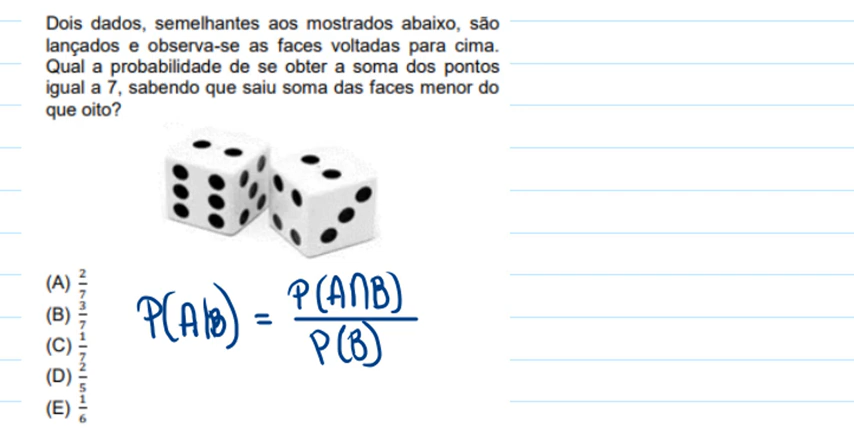 Dois dados, semelhantes aos mostrados abaixo, são
lançados e observa-se as faces voltadas para cima.
Qual a probabilidade de se obter a soma dos pontos
igual a 7, sabendo que saiu soma das faces menor do
que oito?
(A) 2/7
(B) 3/7
(C) 1/7
(D) 2/5
(E) 1/6
P(A|B) = P(A∩B)/P(B)